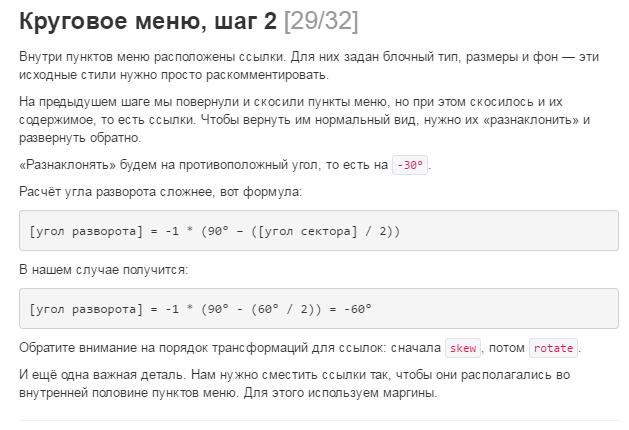 Круговое меню, шаг 2 [29/32]
Внутри пунктов меню расположены ссылки. Для них задан блочный тип, размеры и фон — эти
исходные стили нужно просто раскомментировать.
На предыдушем шаге мы повернули и скосили пункты меню, но при этом скосилось и их
содержимое, то есть ссылки. Чтобы вернуть им нормальный вид, нужно их «разнаклонить» и
развернуть обратно.
«Разнаклонять» будем на противоположный угол, то есть на -30° .
Расчёт угла разворота сложнее, вот формула:
[угол разворота] = -1 * (90° – ([угол сектора] / 2))
В нашем случае получится:
[угол разворота] = -1 * (90° - (60° / 2)) = -60°
Обратите внимание на порядок трансформаций для ссылок: сначала skew , потом rotate .
И ещё одна важная деталь. Нам нужно сместить ссылки так, чтобы они располагались во
внутренней половине пунктов меню. Для этого используем маргины.